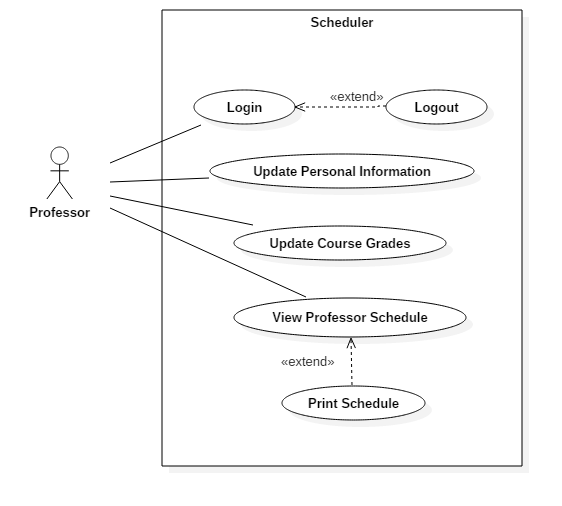 Scheduler
Login
«extend»
Logout
Update Personal Information
Professor
Update Course Grades
View Professor Schedule
«extend»
Print Schedule